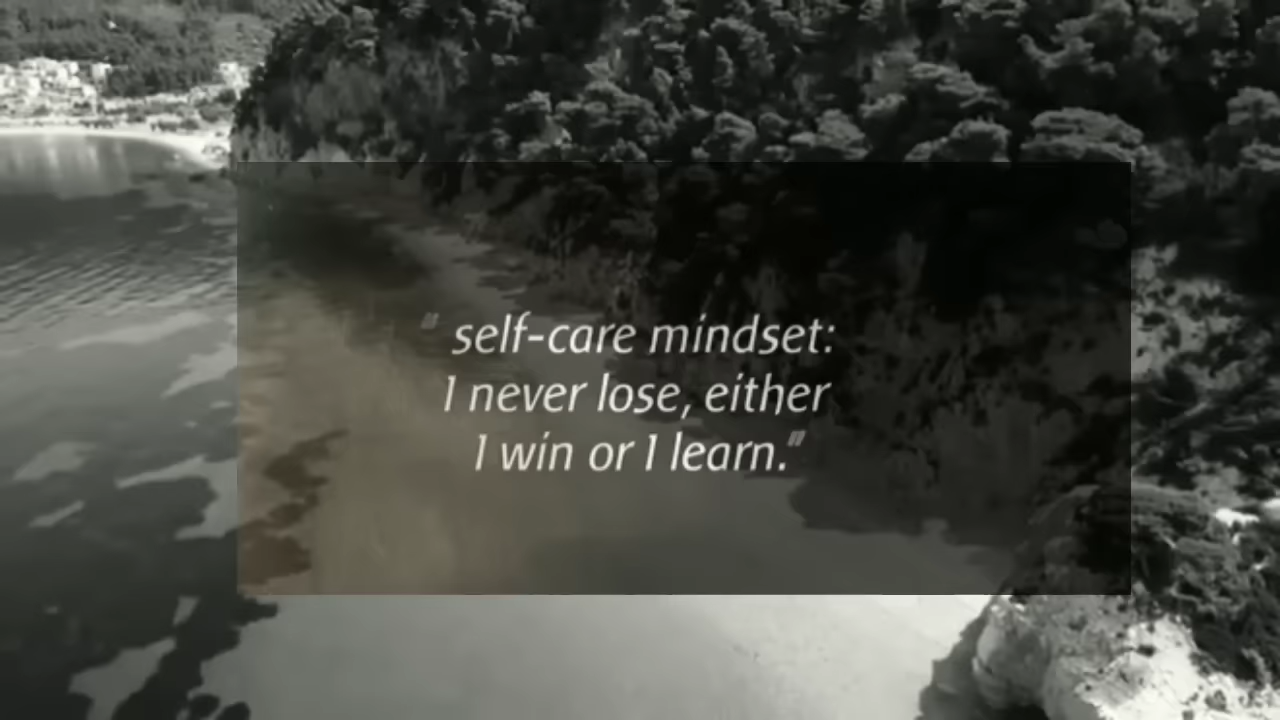 " self-care mindset:
I never lose, either
I win or I learn."